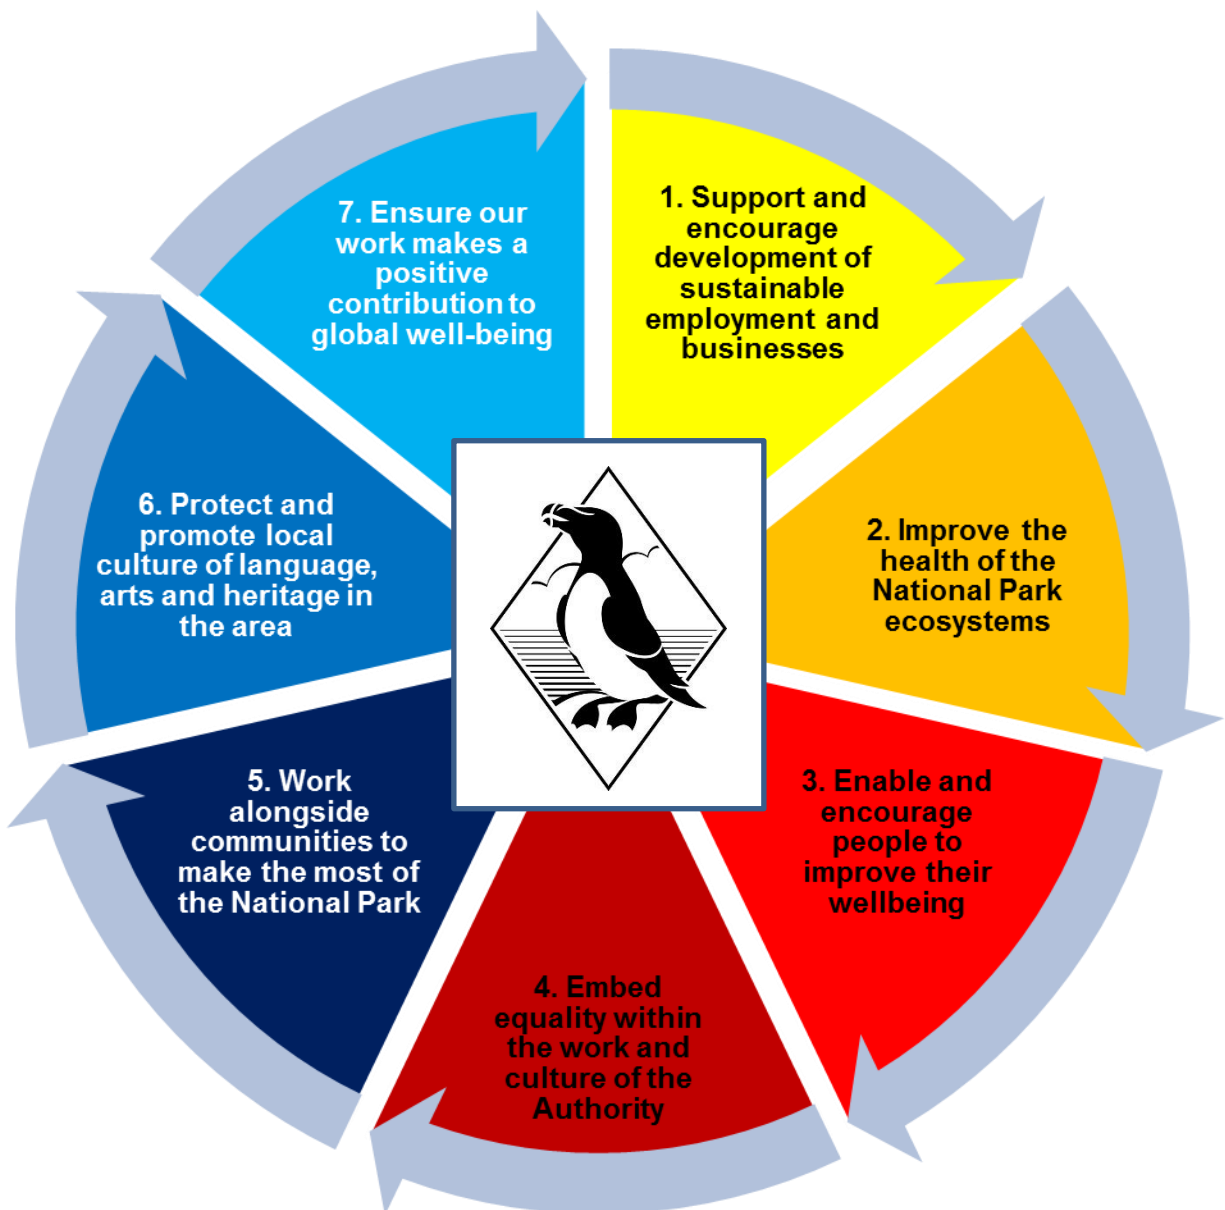 1. Support and
encourage
development of
sustainable
employment and
businesses
2. Improve the
health of the
National Park
ecosystems
3. Enable and
encourage
people to
improve their
wellbeing
4. Embed
equality within
the work and
culture of the
Authority
5. Work
alongside
communities to
make the most of
the National Park
6. Protect and
promote local
culture of language,
arts and heritage in
the area
7. Ensure our
work makes a
positive
contribution to
global well-being